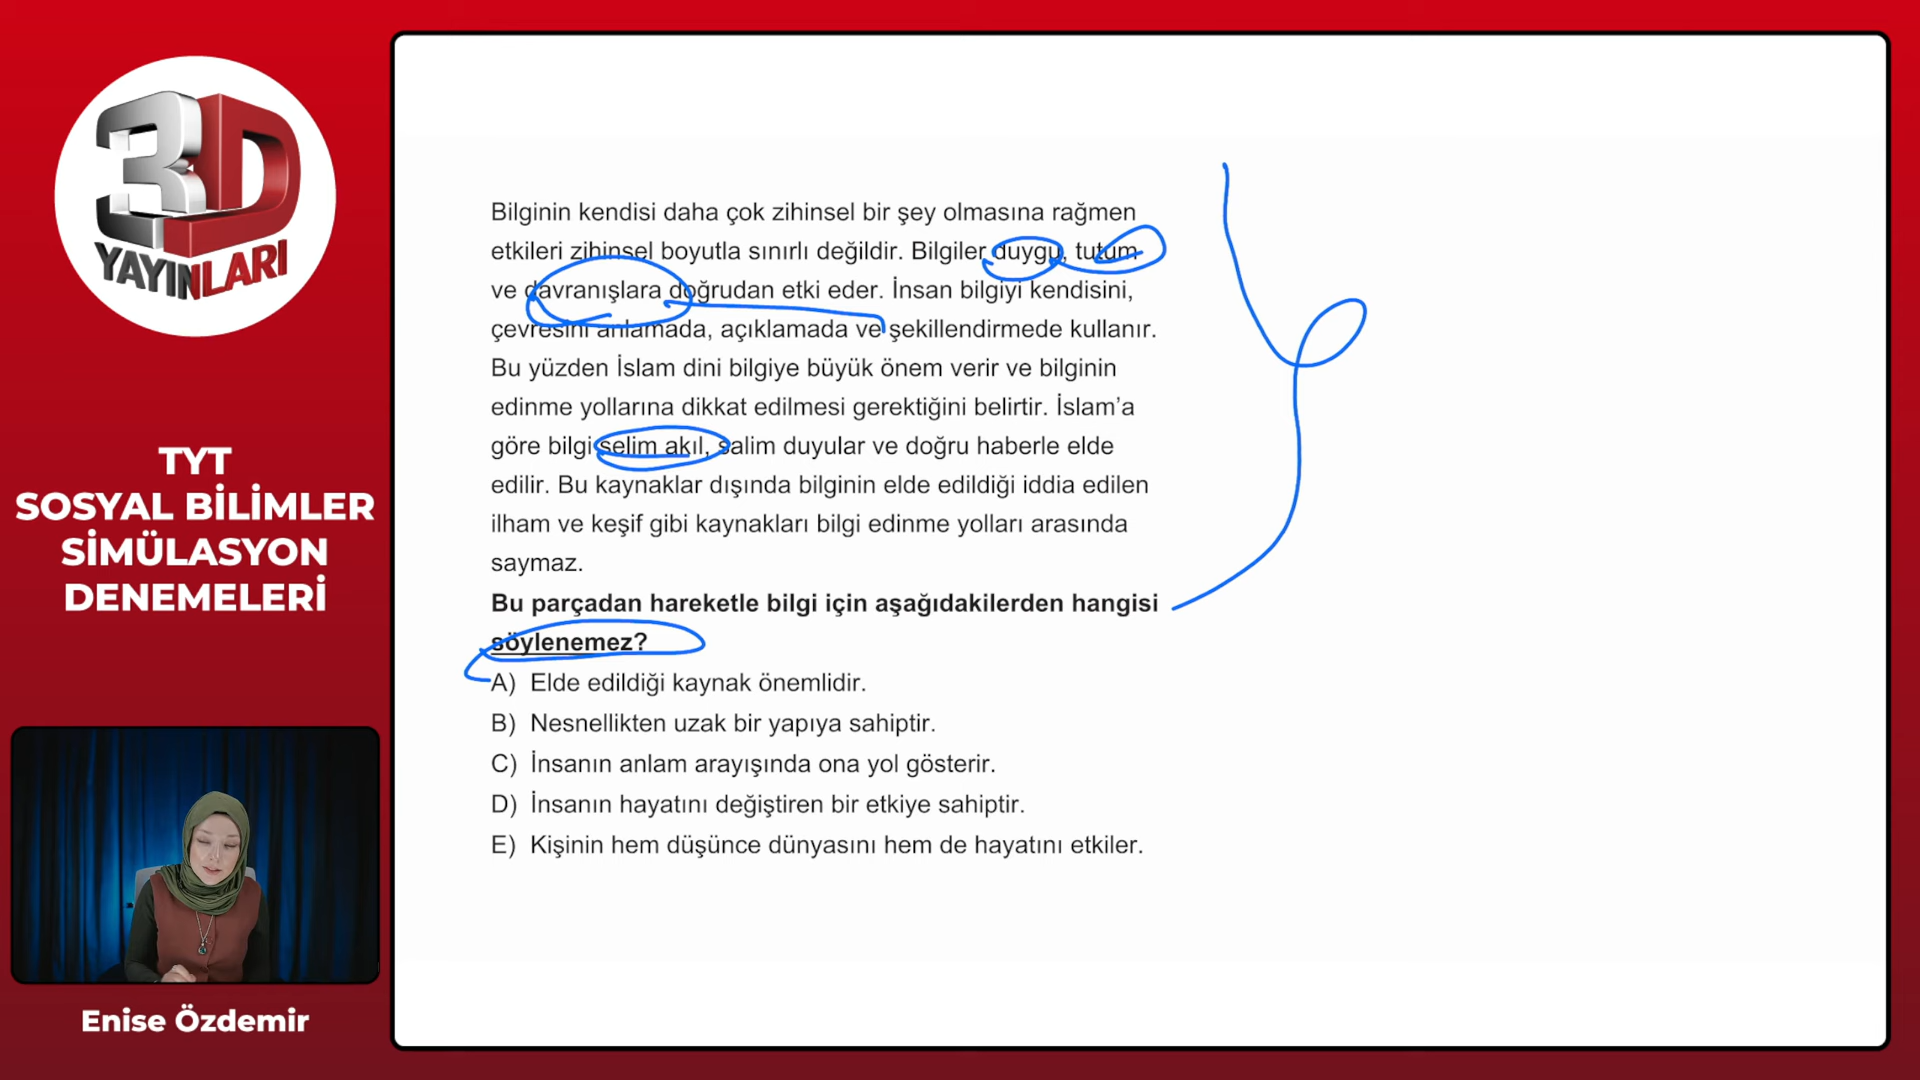 3D
YAYINLARI
TYT
SOSYAL BİLİMLER
SİMÜLASYON
DENEMELERİ
Enise Özdemir
Bilginin kendisi daha çok zihinsel bir şey olmasına rağmen
etkileri zihinsel boyutla sınırlı değildir. Bilgiler duygu, tutum
ve davranışlara doğrudan etki eder. İnsan bilgiyi kendisini,
çevresini anlamada, açıklamada ve şekillendirmede kullanır.
Bu yüzden İslam dini bilgiye büyük önem verir ve bilginin
edinme yollarına dikkat edilmesi gerektiğini belirtir. İslam’a
göre bilgi selim akıl, salim duyular ve doğru haberle elde
edilir. Bu kaynaklar dışında bilginin elde edildiği iddia edilen
ilham ve keşif gibi kaynakları bilgi edinme yolları arasında
saymaz.
Bu parçadan hareketle bilgi için aşağıdakilerden hangisi
söylenemez?
A) Elde edildiği kaynak önemlidir.
B) Nesnellikten uzak bir yapıya sahiptir.
C) İnsanın anlam arayışında ona yol gösterir.
D) İnsanın hayatını değiştiren bir etkiye sahiptir.
E) Kişinin hem düşünce dünyasını hem de hayatını etkiler.